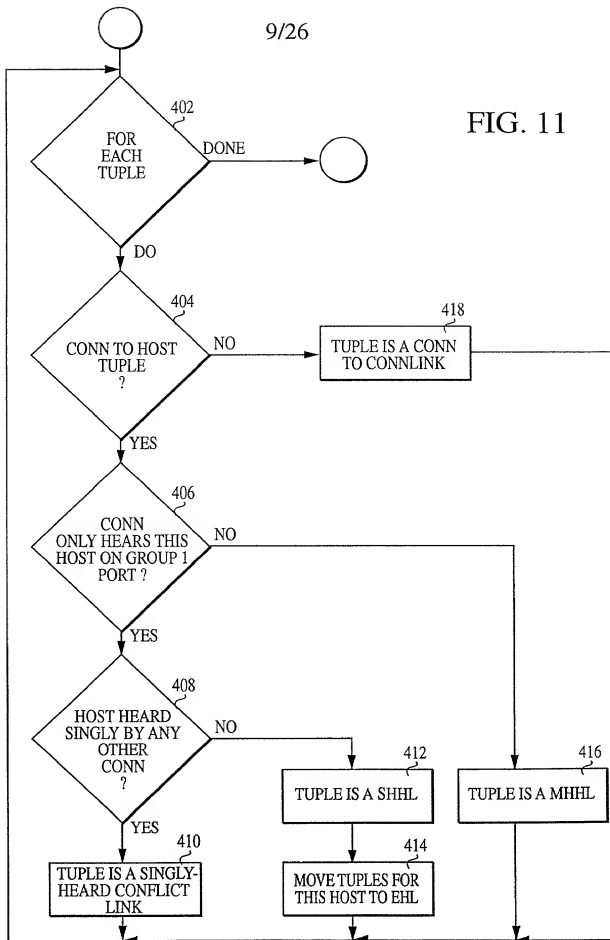 9/26
FIG. 11
402
FOR
EACH
TUPLE
DONE
DO
404
CONN TO HOST
TUPLE
?
NO
418
TUPLE IS A CONN
TO CONNLINK
YES
406
CONN
ONLY HEARS THIS
HOST ON GROUP 1
PORT ?
NO
YES
408
HOST HEARD
SINGLY BY ANY
OTHER
CONN
?
NO
412
TUPLE IS A SHHL
416
TUPLE IS A MHHL
YES
410
TUPLE IS A SINGLY-
HEARD CONFLICT
LINK
414
MOVE TUPLES FOR
THIS HOST TO EHL